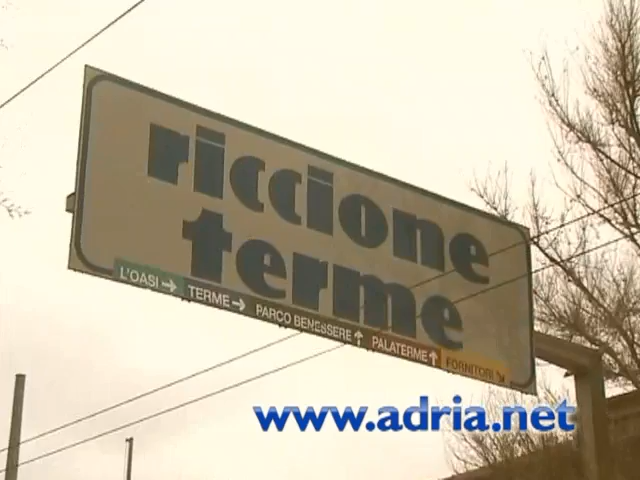 riccione
terme
L'OASI → TERME → PARCO BENESSERE ↑ PALATERME ↑ FORNITORI ↘
www.adria.net